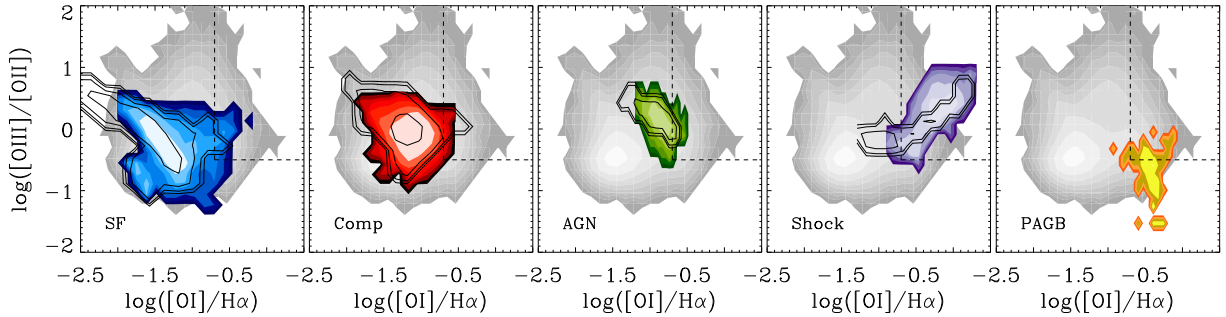 2
1
0
−1
−2
log([OIII]/[OII])
SF
Comp
AGN
Shock
PAGB
−2.5 −1.5 −0.5 −2.5 −1.5 −0.5 −2.5 −1.5 −0.5 −2.5 −1.5 −0.5 −2.5 −1.5 −0.5
log([OI]/Hα) log([OI]/Hα) log([OI]/Hα) log([OI]/Hα) log([OI]/Hα)